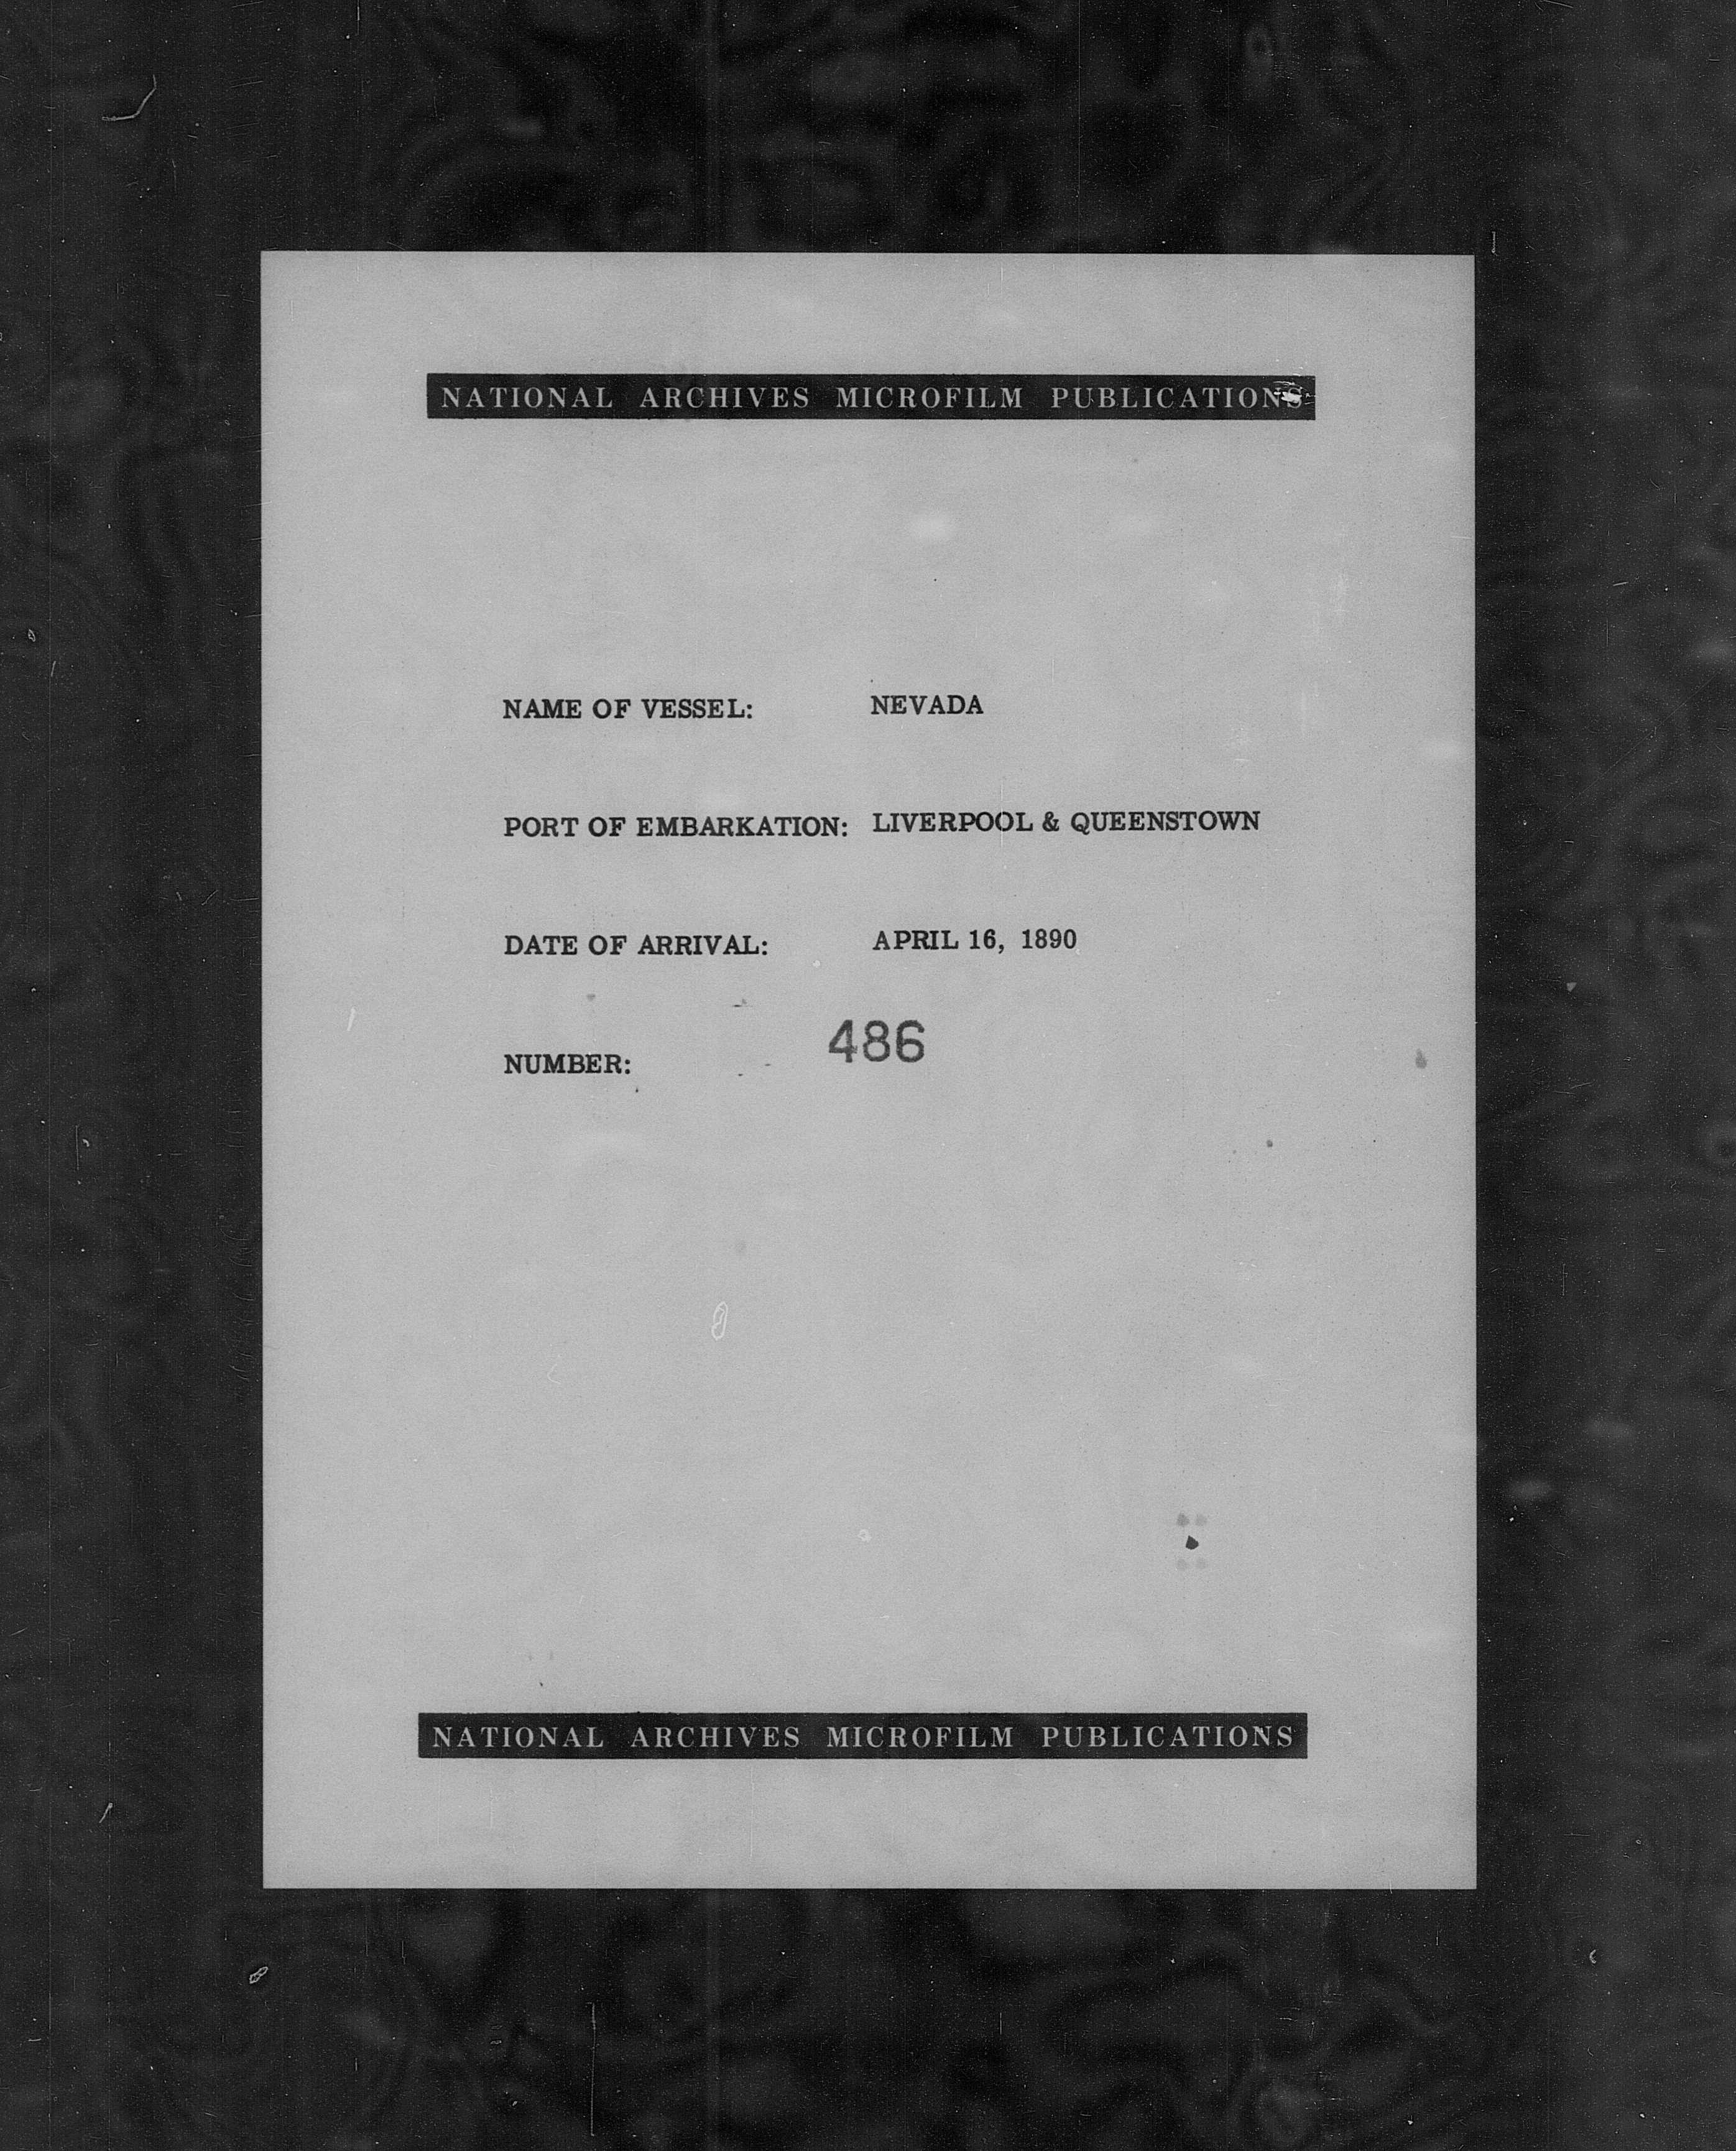 NATIONAL ARCHIVES MICROFILM PUBLICATIONS
NAME OF VESSEL: NEVADA
PORT OF EMBARKATION: LIVERPOOL & QUEENSTOWN
DATE OF ARRIVAL: APRIL 16, 1890
NUMBER: 486
NATIONAL ARCHIVES MICROFILM PUBLICATIONS